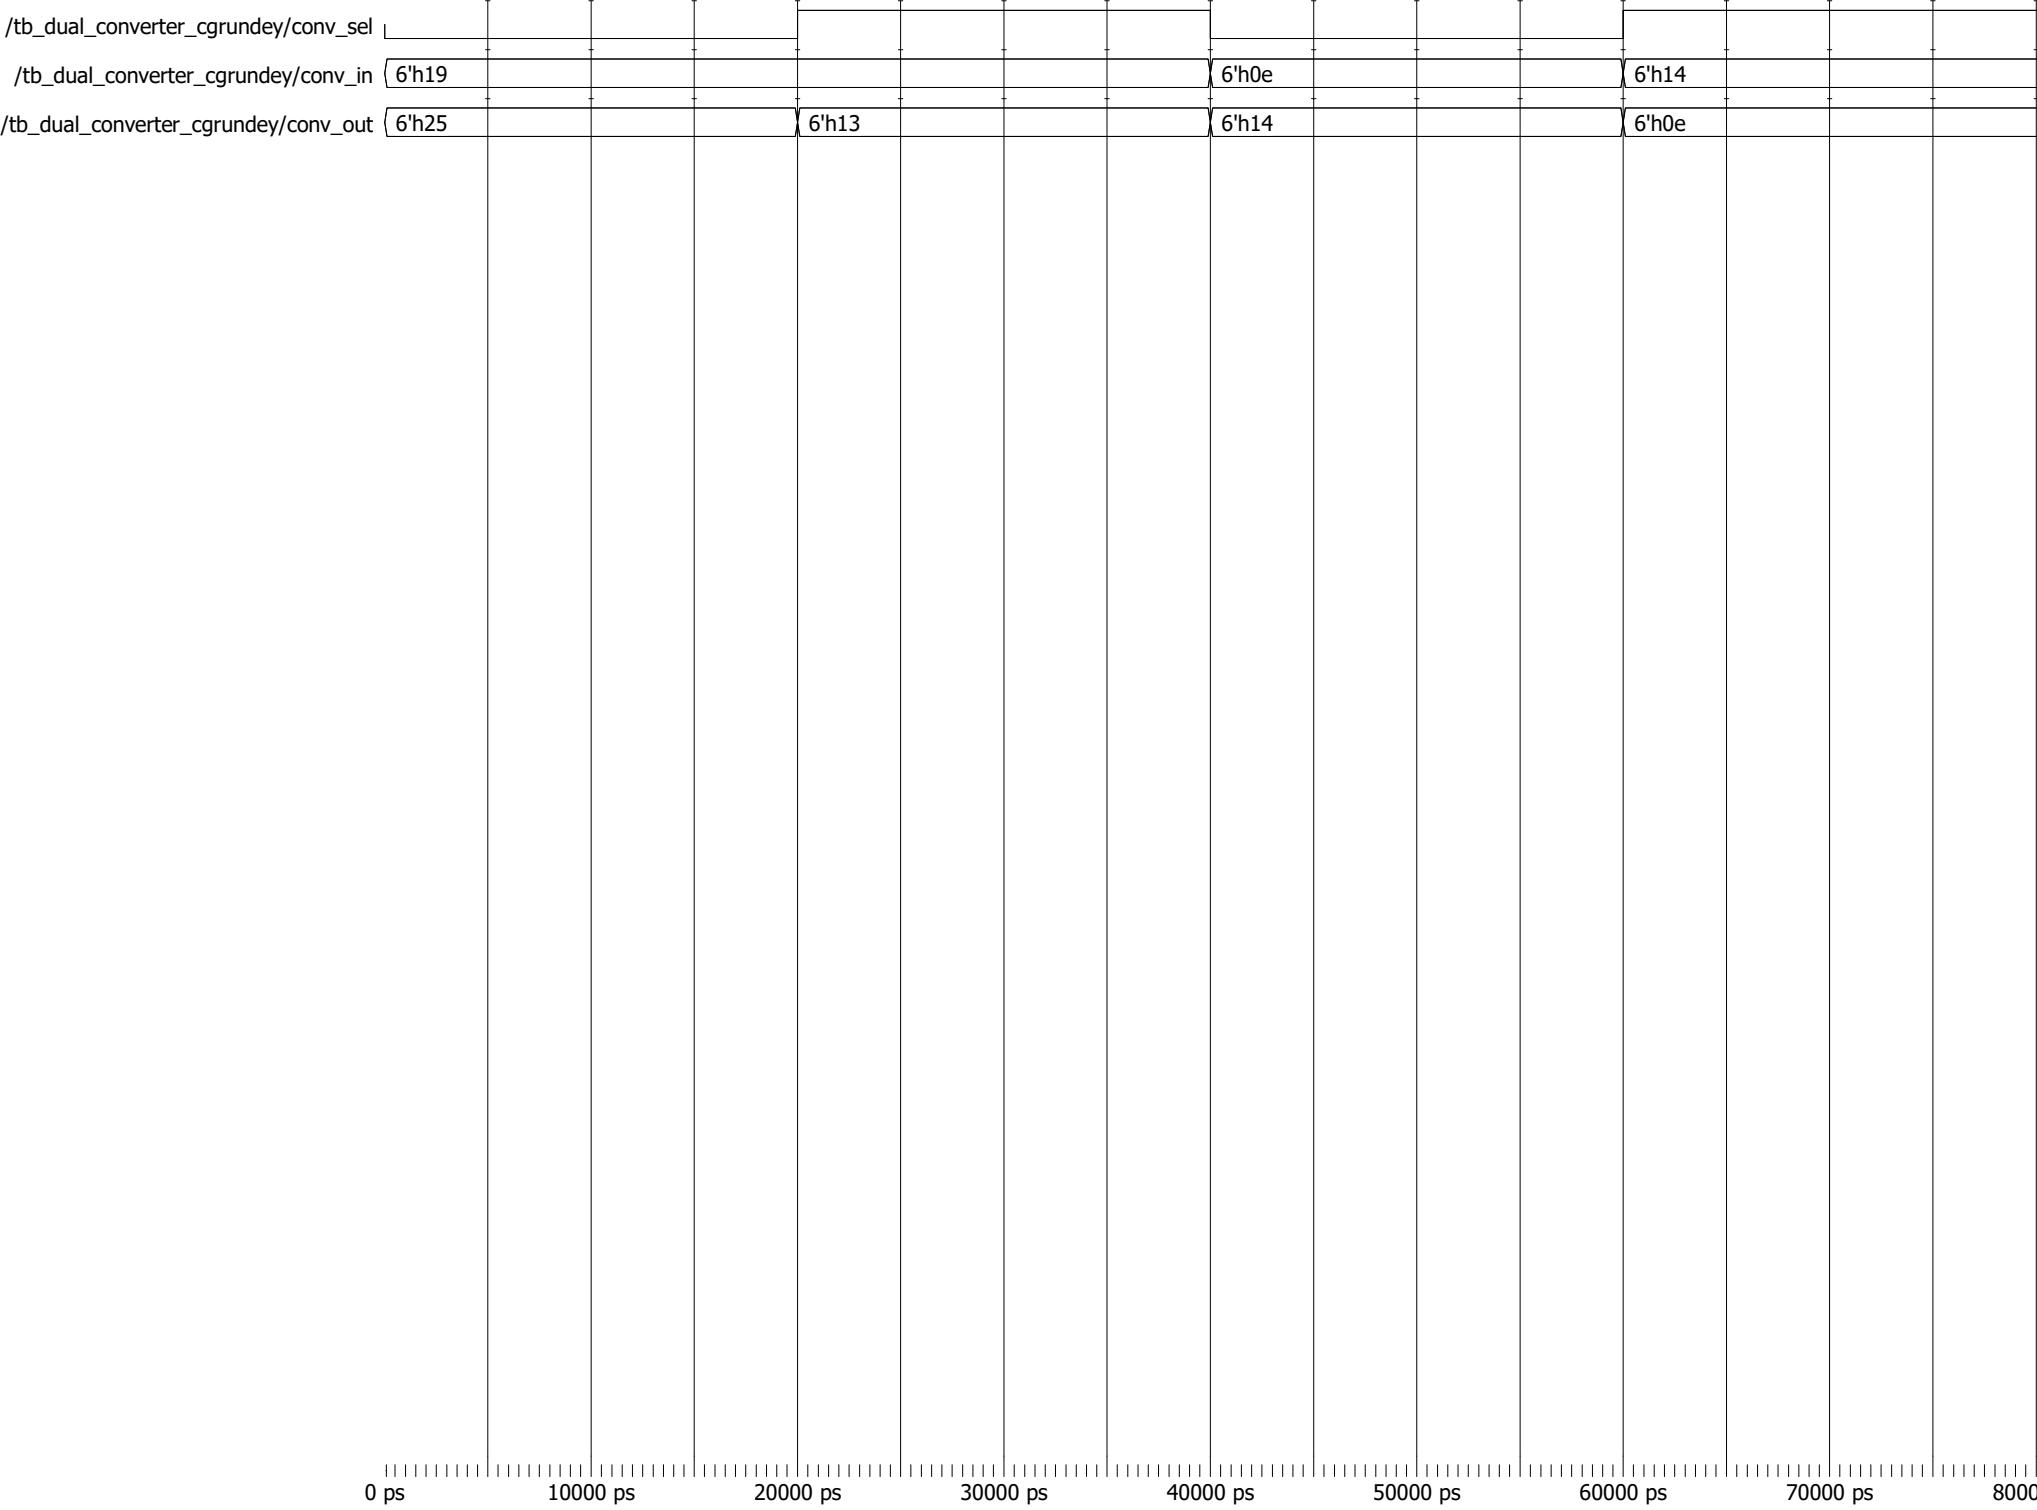 /tb_dual_converter_cgrundey/conv_sel
/tb_dual_converter_cgrundey/conv_in 6'h19 6'h0e 6'h14
/tb_dual_converter_cgrundey/conv_out 6'h25 6'h13 6'h14 6'h0e
0 ps 10000 ps 20000 ps 30000 ps 40000 ps 50000 ps 60000 ps 70000 ps 8000